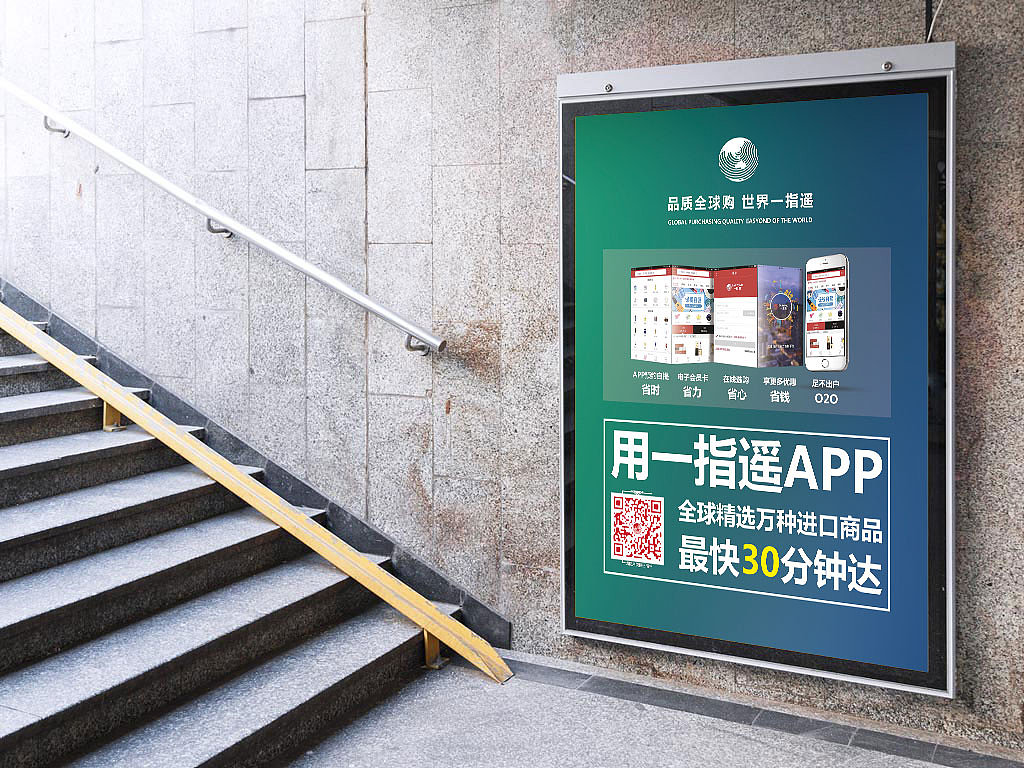 品质全球购 世界一指遥
GLOBAL PURCHASING QUALITY EASYOND OF THE WORLD
APP预约自提 电子会员卡 在线选购 享更多优惠 足不出户
省时 省力 省心 省钱 O2O
用一指遥APP
全球精选万种进口商品
最快30分钟达